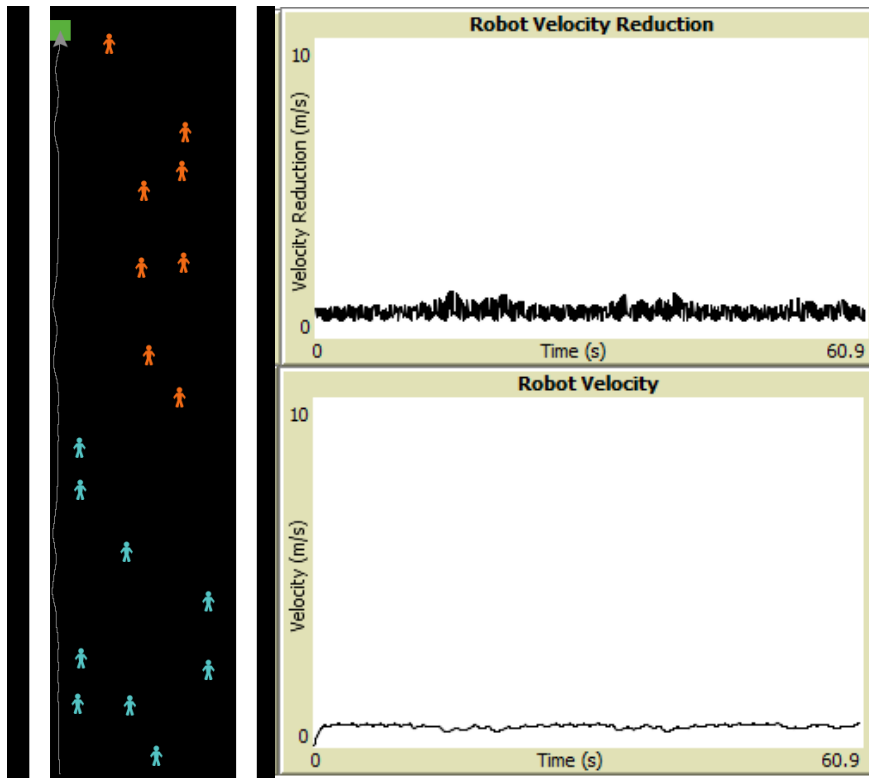 Robot Velocity Reduction
10
Velocity Reduction (m/s)
0
0
Time (s)
60.9
Robot Velocity
10
Velocity (m/s)
0
0
Time (s)
60.9